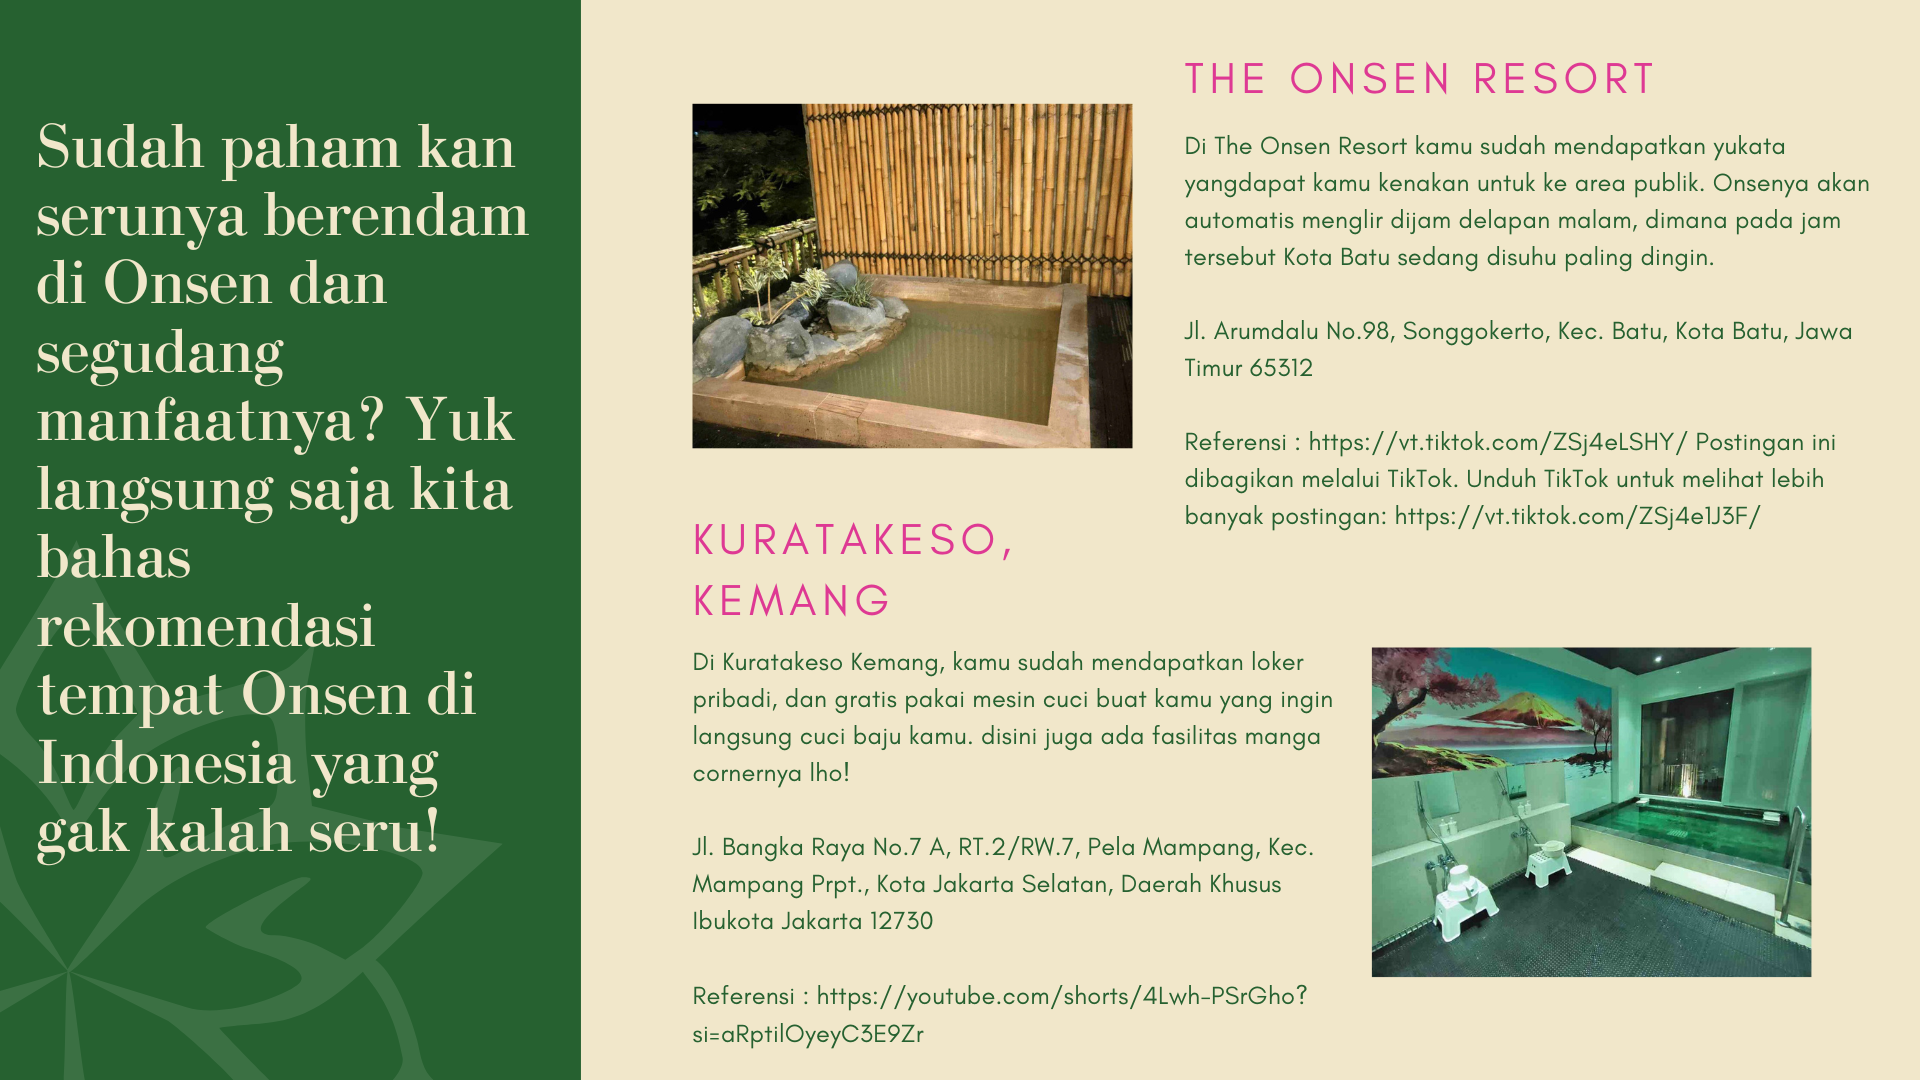 Sudah paham kan
serunya berendam
di Onsen dan
segudang
manfaatnya? Yuk
langsung saja kita
bahas
rekomendasi
tempat Onsen di
Indonesia yang
gak kalah seru!
THE ONSEN RESORT
Di The Onsen Resort kamu sudah mendapatkan yukata
yangdapat kamu kenakan untuk ke area publik. Onsenya akan
automatis menglir dijam delapan malam, dimana pada jam
tersebut Kota Batu sedang disuhu paling dingin.
Jl. Arumdalu No.98, Songgokerto, Kec. Batu, Kota Batu, Jawa
Timur 65312
Referensi : https://vt.tiktok.com/ZSj4eLSHY/ Postingan ini
dibagikan melalui TikTok. Unduh TikTok untuk melihat lebih
banyak postingan: https://vt.tiktok.com/ZSj4e1J3F/
KURATAKESO,
KEMANG
Di Kuratakeso Kemang, kamu sudah mendapatkan loker
pribadi, dan gratis pakai mesin cuci buat kamu yang ingin
langsung cuci baju kamu. disini juga ada fasilitas manga
cornernya lho!
Jl. Bangka Raya No.7 A, RT.2/RW.7, Pela Mampang, Kec.
Mampang Prpt., Kota Jakarta Selatan, Daerah Khusus
Ibukota Jakarta 12730
Referensi : https://youtube.com/shorts/4Lwh-PSrGho?
si=aRptilOyeyC3E9Zr